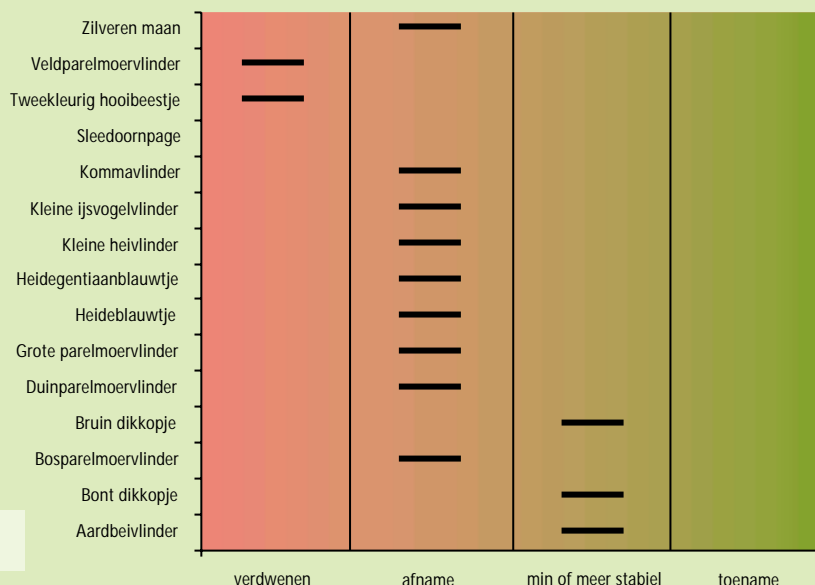 Zilveren maan
Veldparelmoervlinder
Tweekleurig hooibeestje
Sleedoornpage
Kommavlinder
Kleine ijsvogelvlinder
Kleine heivlinder
Heidegentiaanblauwtje
Heideblauwtje
Grote parelmoervlinder
Duinparelmoervlinder
Bruin dikkopje
Bosparelmoervlinder
Bont dikkopje
Aardbeivlinder
verdwenen afname min of meer stabiel toename